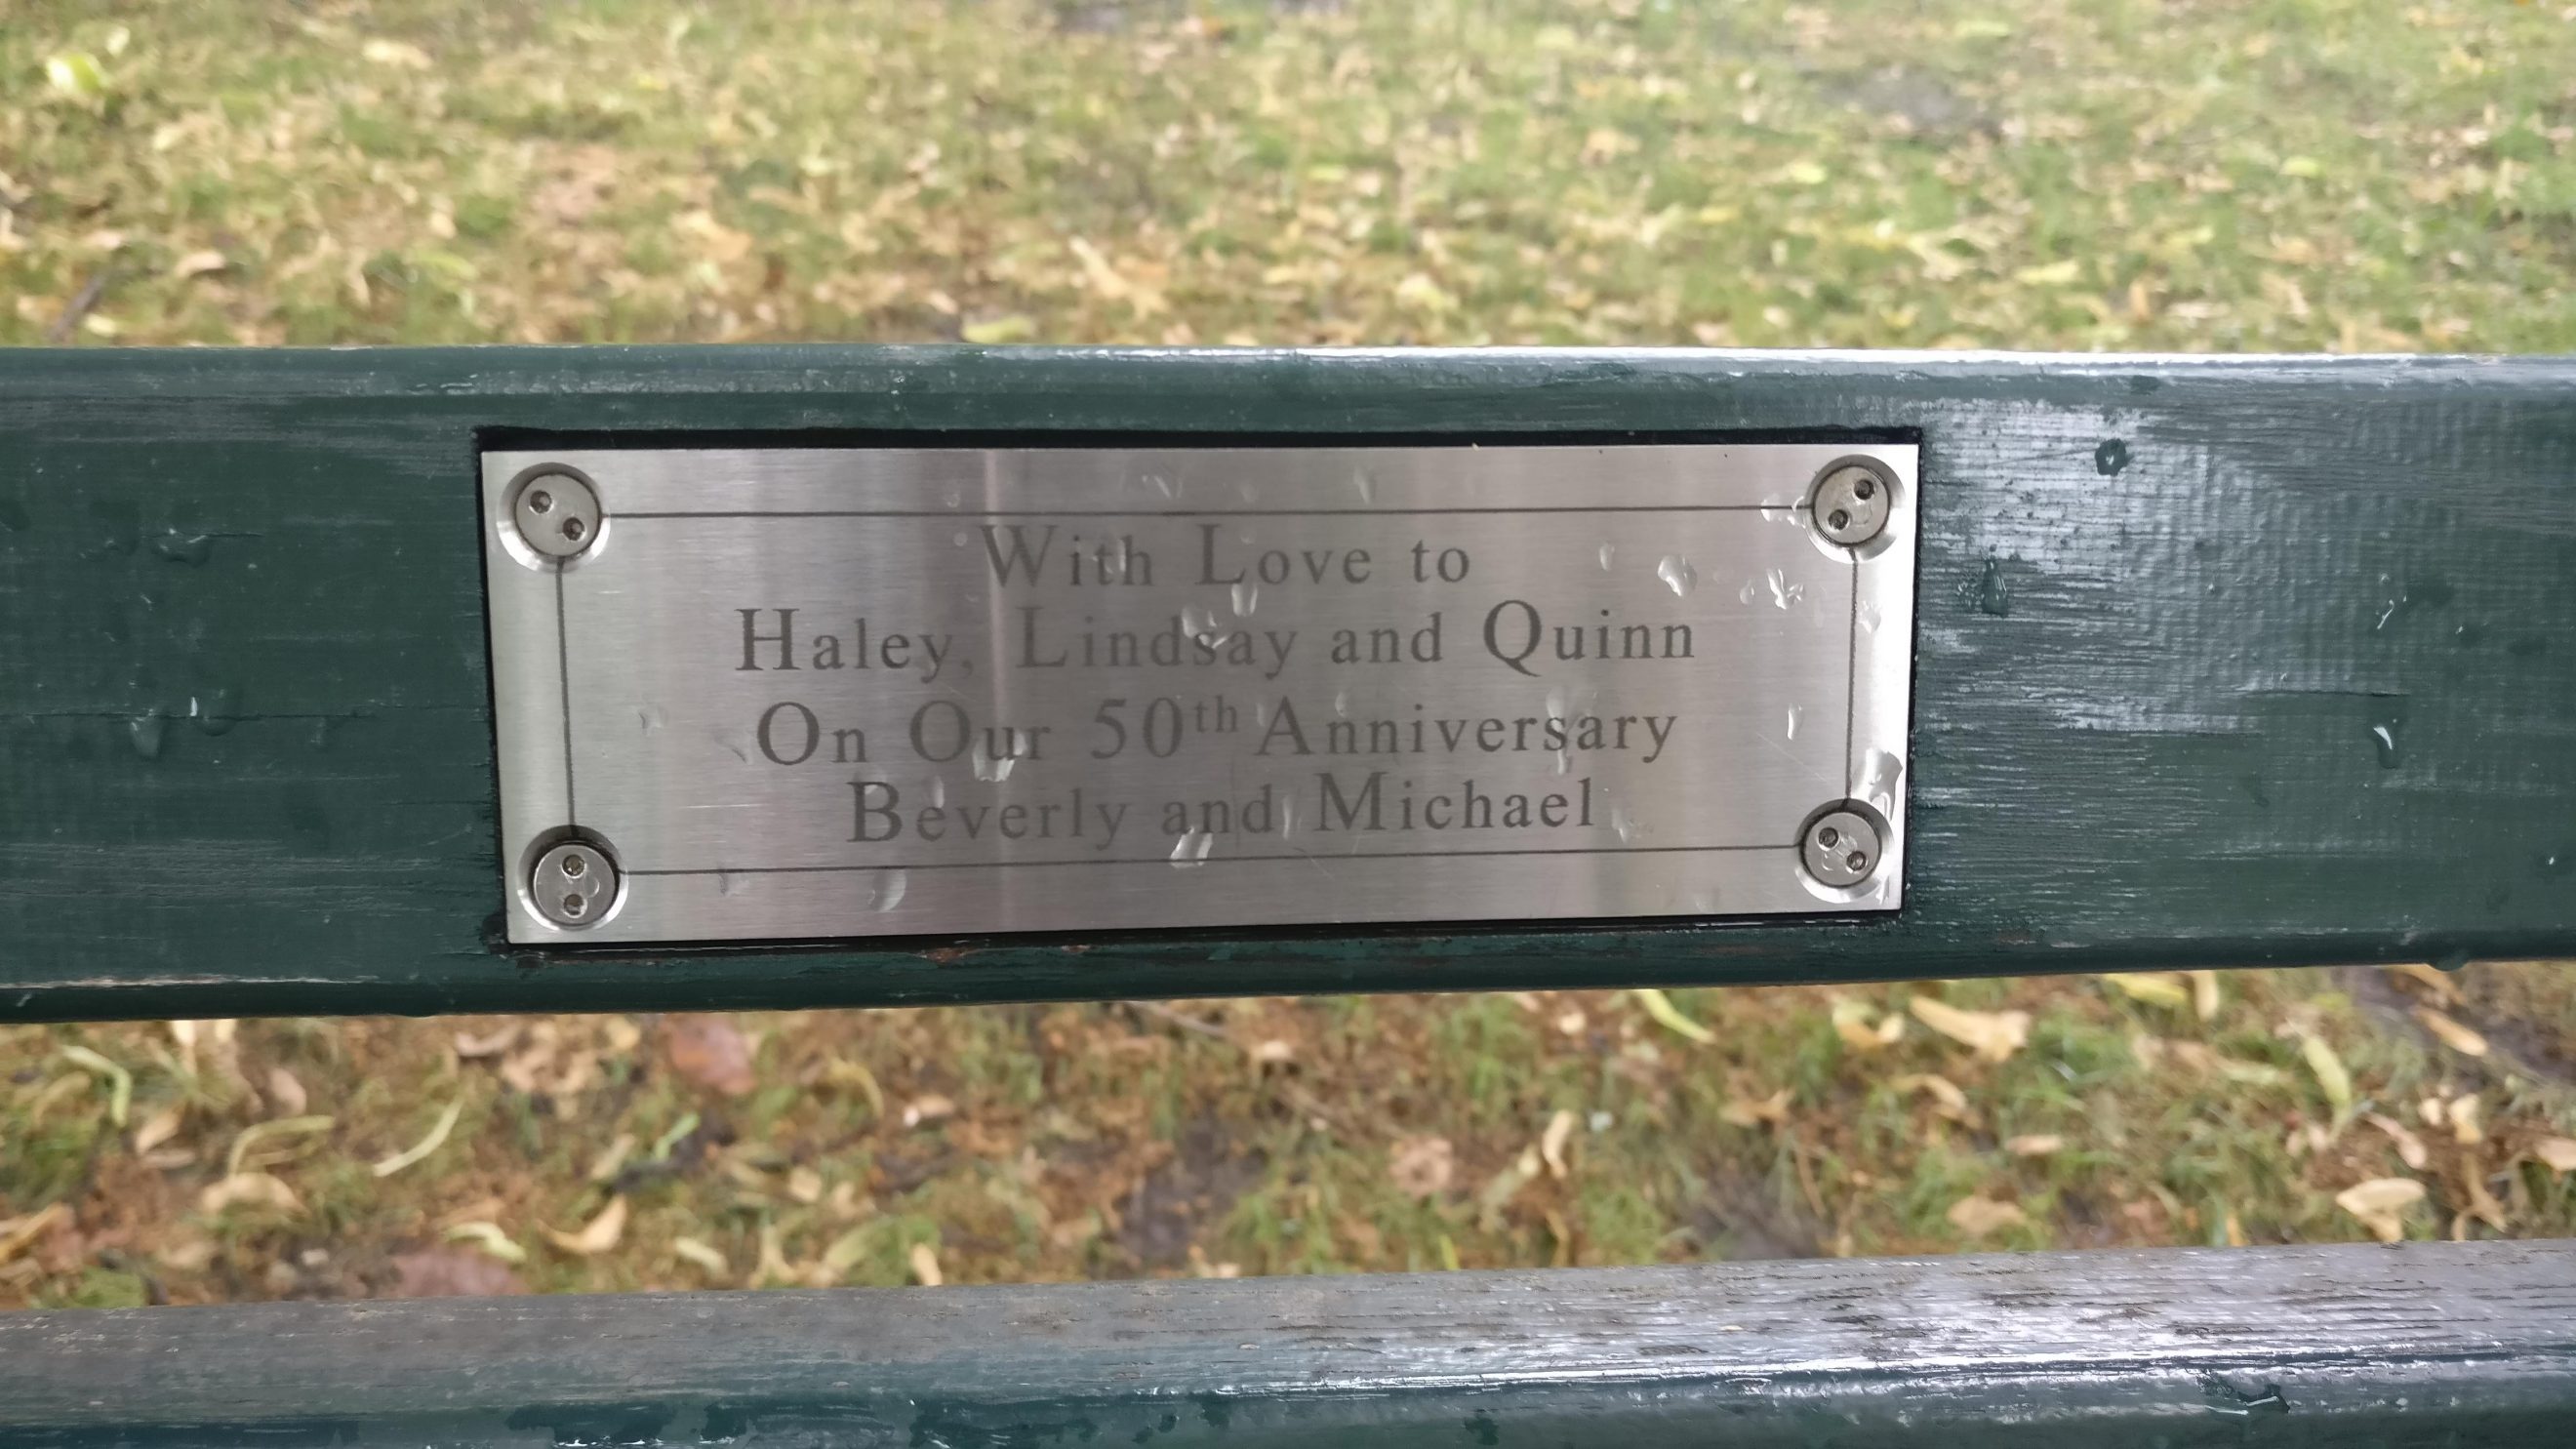 With Love to
Haley, Lindsay and Quinn
On Our 50th Anniversary
Beverly and Michael